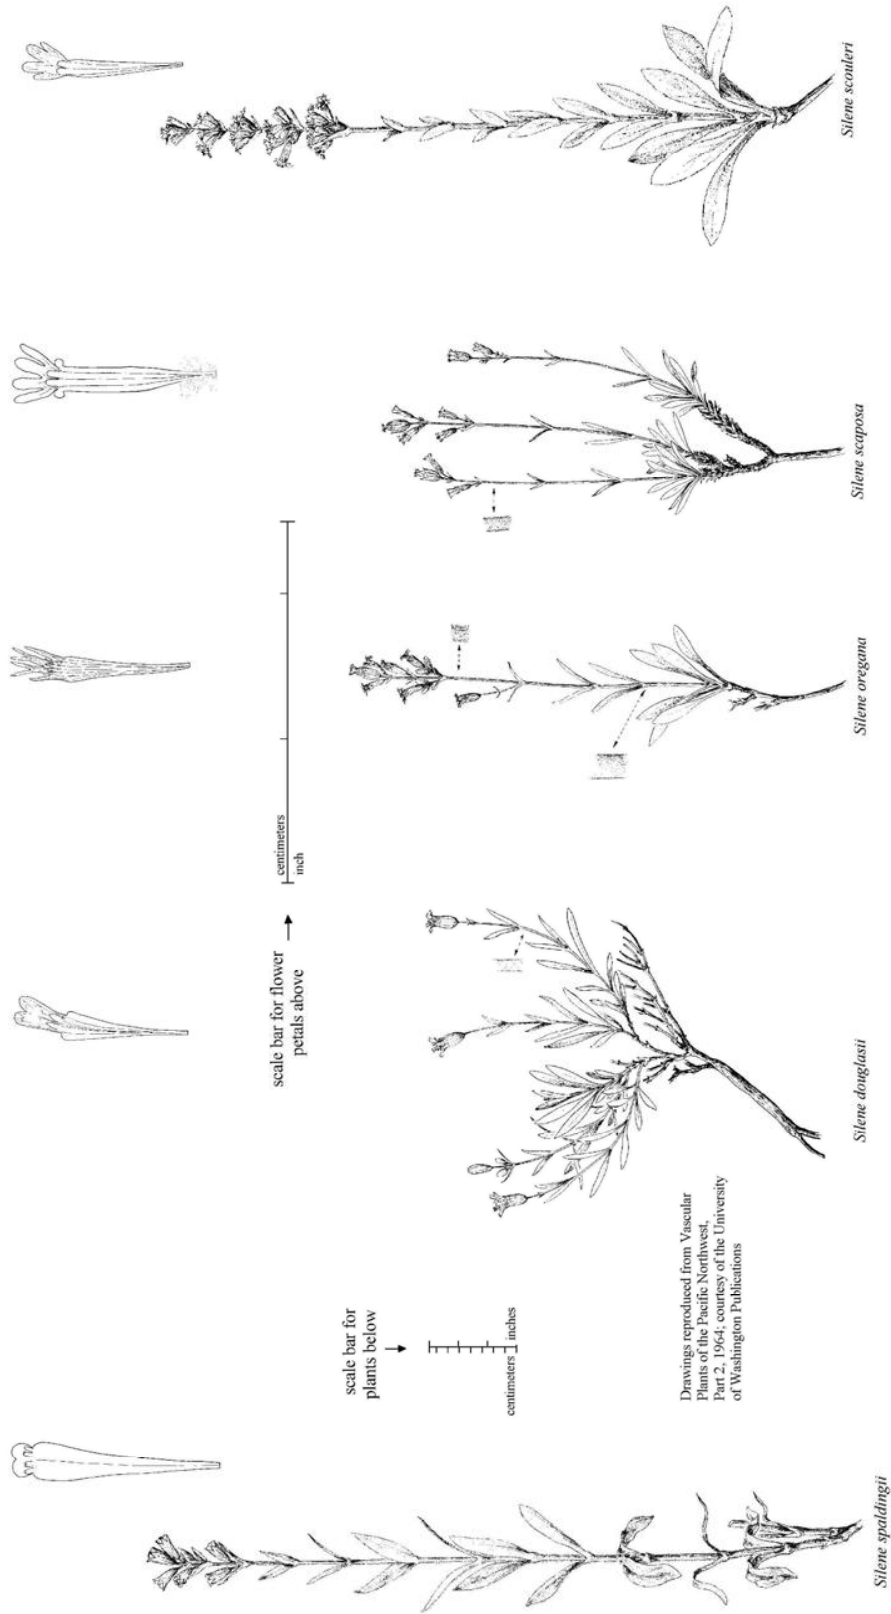 scale bar for flower
petals above
centimeters
inch
scale bar for
plants below
centimeters
inches
Drawings reproduced from Vascular
Plants of the Pacific Northwest,
Part 2, 1964; courtesy of the University
of Washington Publications
Silene spaldingii
Silene douglasii
Silene oregana
Silene scaposa
Silene scouleri